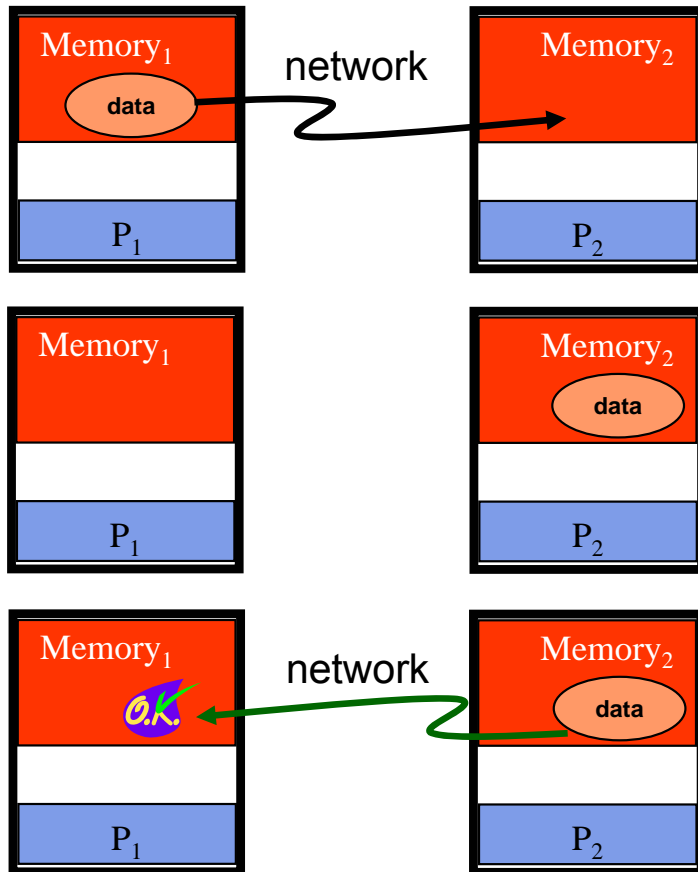 Memory₁ network Memory₂
data
P₁ P₂
Memory₁ Memory₂
data
P₁ P₂
Memory₁ network Memory₂
O.K. data
P₁ P₂